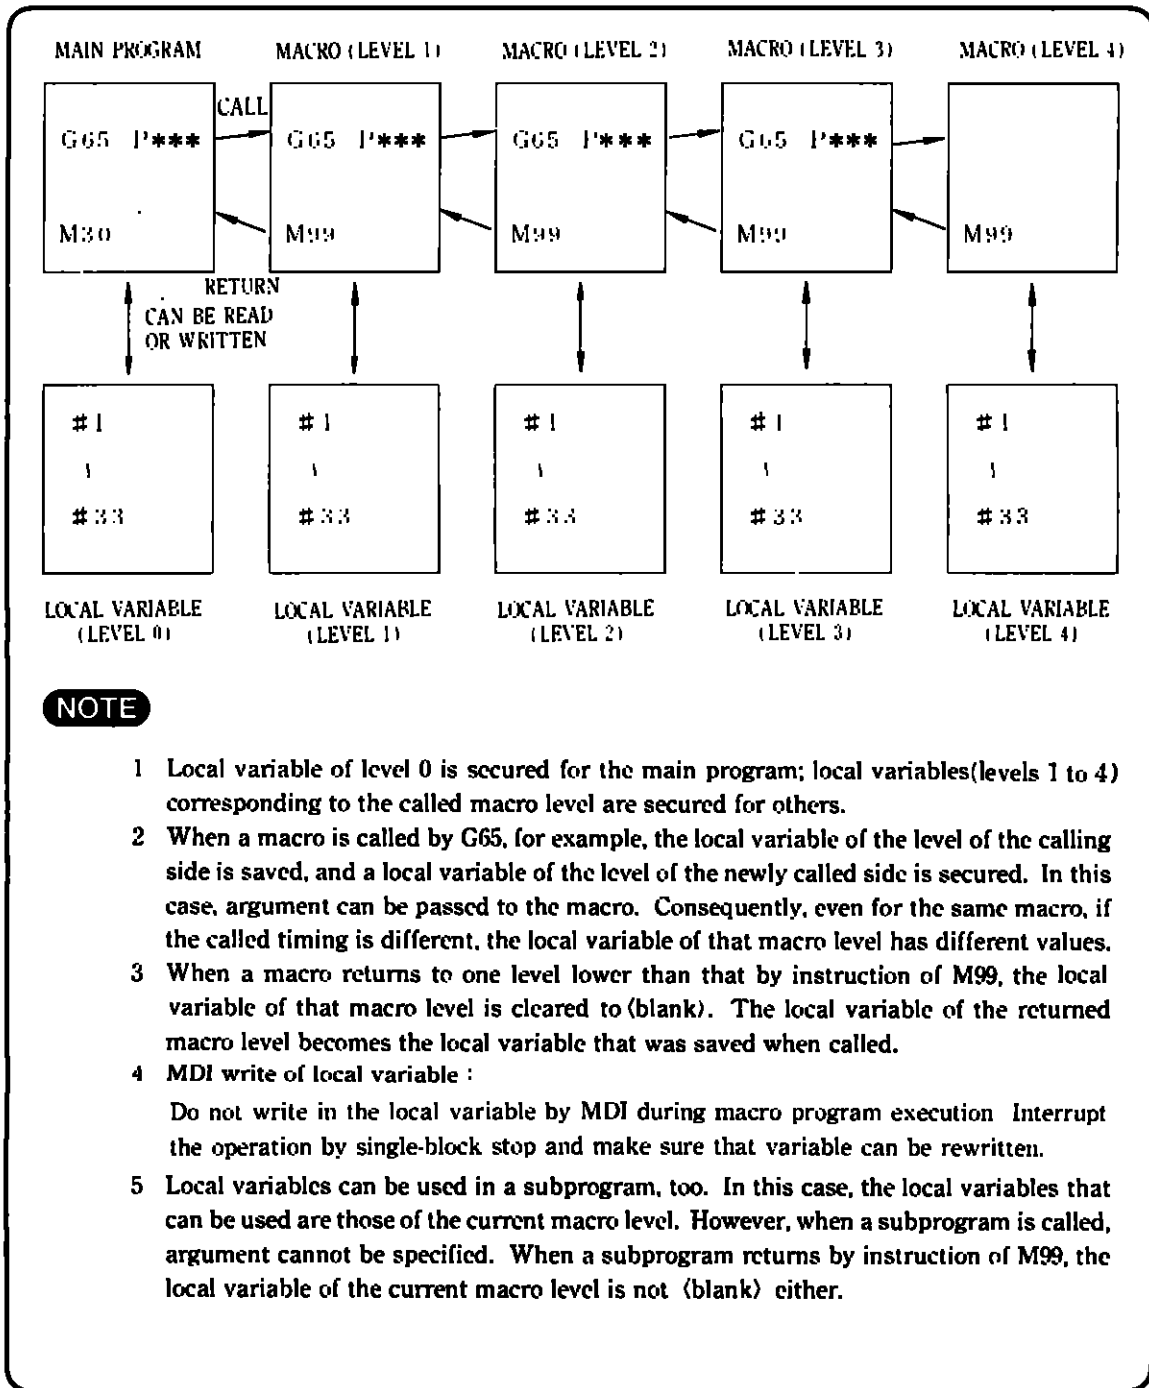 MAIN PROGRAM MACRO (LEVEL 1) MACRO (LEVEL 2) MACRO (LEVEL 3) MACRO (LEVEL 4)
CALL
G65 P*** G65 P*** G65 P*** G65 P***
M30 M99 M99 M99 M99
RETURN
CAN BE READ
OR WRITTEN
#1 #1 #1 #1 #1
#33 #33 #33 #33 #33
LOCAL VARIABLE LOCAL VARIABLE LOCAL VARIABLE LOCAL VARIABLE LOCAL VARIABLE
(LEVEL 0) (LEVEL 1) (LEVEL 2) (LEVEL 3) (LEVEL 4)
NOTE
1 Local variable of level 0 is secured for the main program; local variables(levels 1 to 4)
corresponding to the called macro level are secured for others.
2 When a macro is called by G65, for example, the local variable of the level of the calling
side is saved, and a local variable of the level of the newly called side is secured. In this
case, argument can be passed to the macro. Consequently, even for the same macro, if
the called timing is different, the local variable of that macro level has different values.
3 When a macro returns to one level lower than that by instruction of M99, the local
variable of that macro level is cleared to 〈blank〉. The local variable of the returned
macro level becomes the local variable that was saved when called.
4 MDI write of local variable :
Do not write in the local variable by MDI during macro program execution Interrupt
the operation by single-block stop and make sure that variable can be rewritten.
5 Local variables can be used in a subprogram, too. In this case, the local variables that
can be used are those of the current macro level. However, when a subprogram is called,
argument cannot be specified. When a subprogram returns by instruction of M99, the
local variable of the current macro level is not 〈blank〉 either.